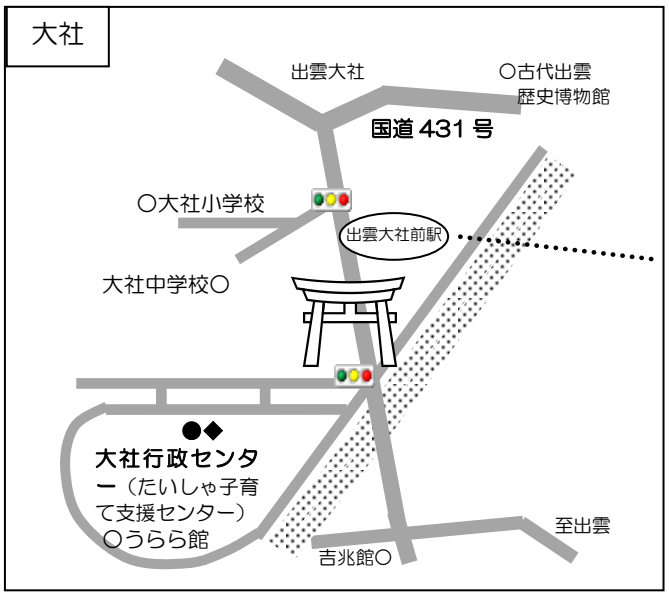 大社
出雲大社
○古代出雲
歴史博物館
国道431号
○大社小学校
出雲大社前駅
大社中学校○
●◆
大社行政センタ
ー（たいしゃ子育
て支援センター）
○うらら館
至出雲
吉兆館○